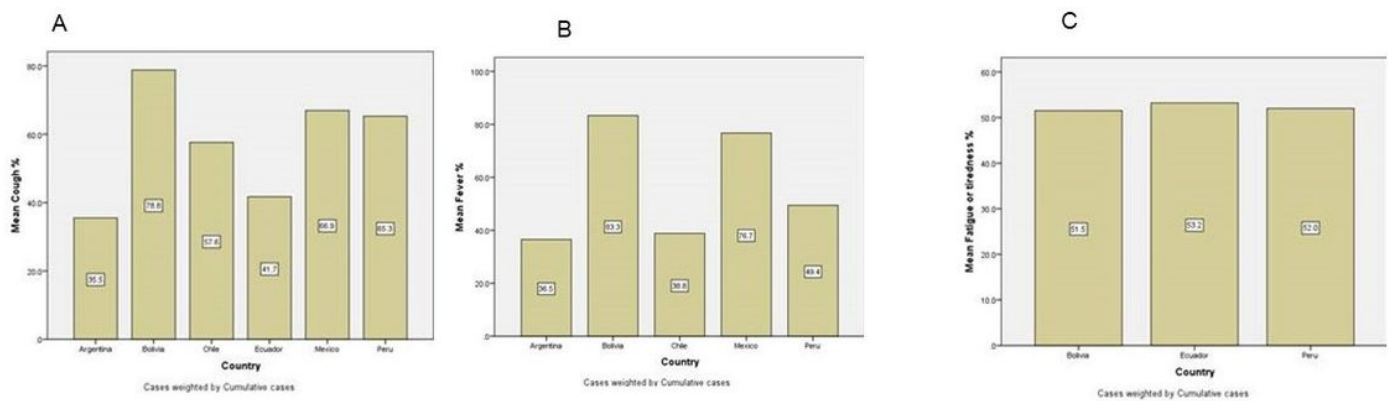 A
Mean Cough %
80.0
60.0
40.0
20.0
.0
35.5
78.8
57.6
41.7
66.9
65.3
Argentina Bolivia Chile Ecuador Mexico Peru
Country
Cases weighted by Cumulative cases
B
Mean Fever %
100.0
80.0
60.0
40.0
20.0
.0
36.5
83.3
38.8
76.7
49.4
Argentina Bolivia Chile Mexico Peru
Country
Cases weighted by Cumulative cases
C
Mean Fatigue or tiredness %
60.0
50.0
40.0
30.0
20.0
10.0
.0
51.5
53.2
52.0
Bolivia Ecuador Peru
Country
Cases weighted by Cumulative cases